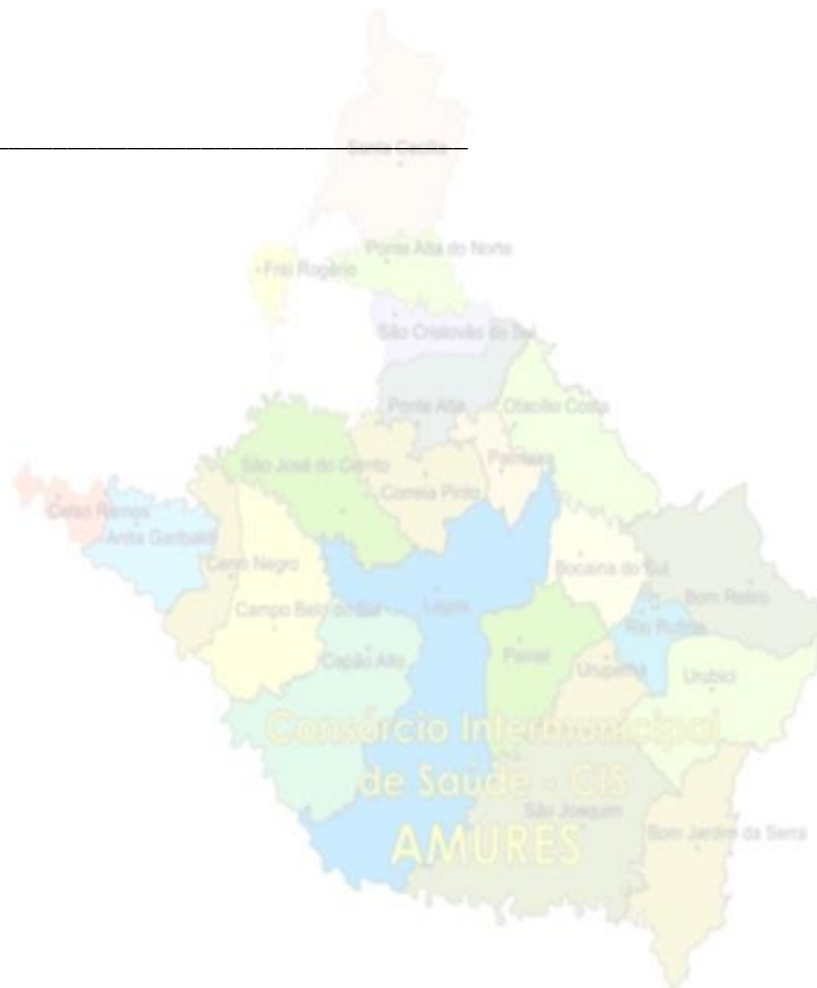 Santa Cecília
Ponte Alta do Norte
Frei Rogério
São Cristovão do Sul
Ponte Alta
Otacílio Costa
São José do Cerrito
Correia Pinto
Palmeira
Celso Ramos
Anita Garibaldi
Cerro Negro
Bocaina do Sul
Bom Retiro
Campo Belo do Sul
Lages
Rio Rufino
Painel
Capão Alto
Urupema
Urubici
Consórcio Intermunicipal
de Saúde - CIS
São Joaquim
AMURES
Bom Jardim da Serra